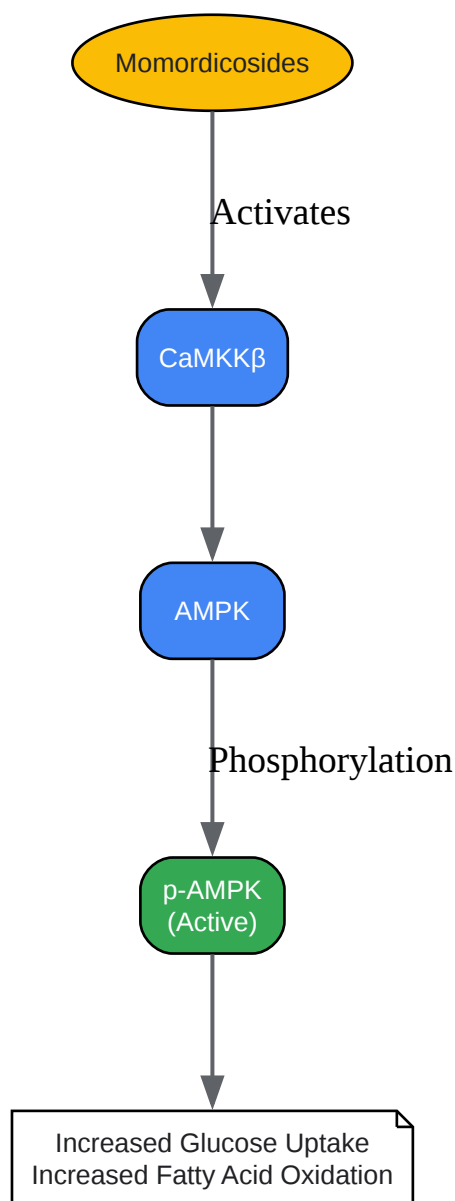 Momordicosides
Activates
CaMKKβ
AMPK
Phosphorylation
p-AMPK
(Active)
Increased Glucose Uptake
Increased Fatty Acid Oxidation